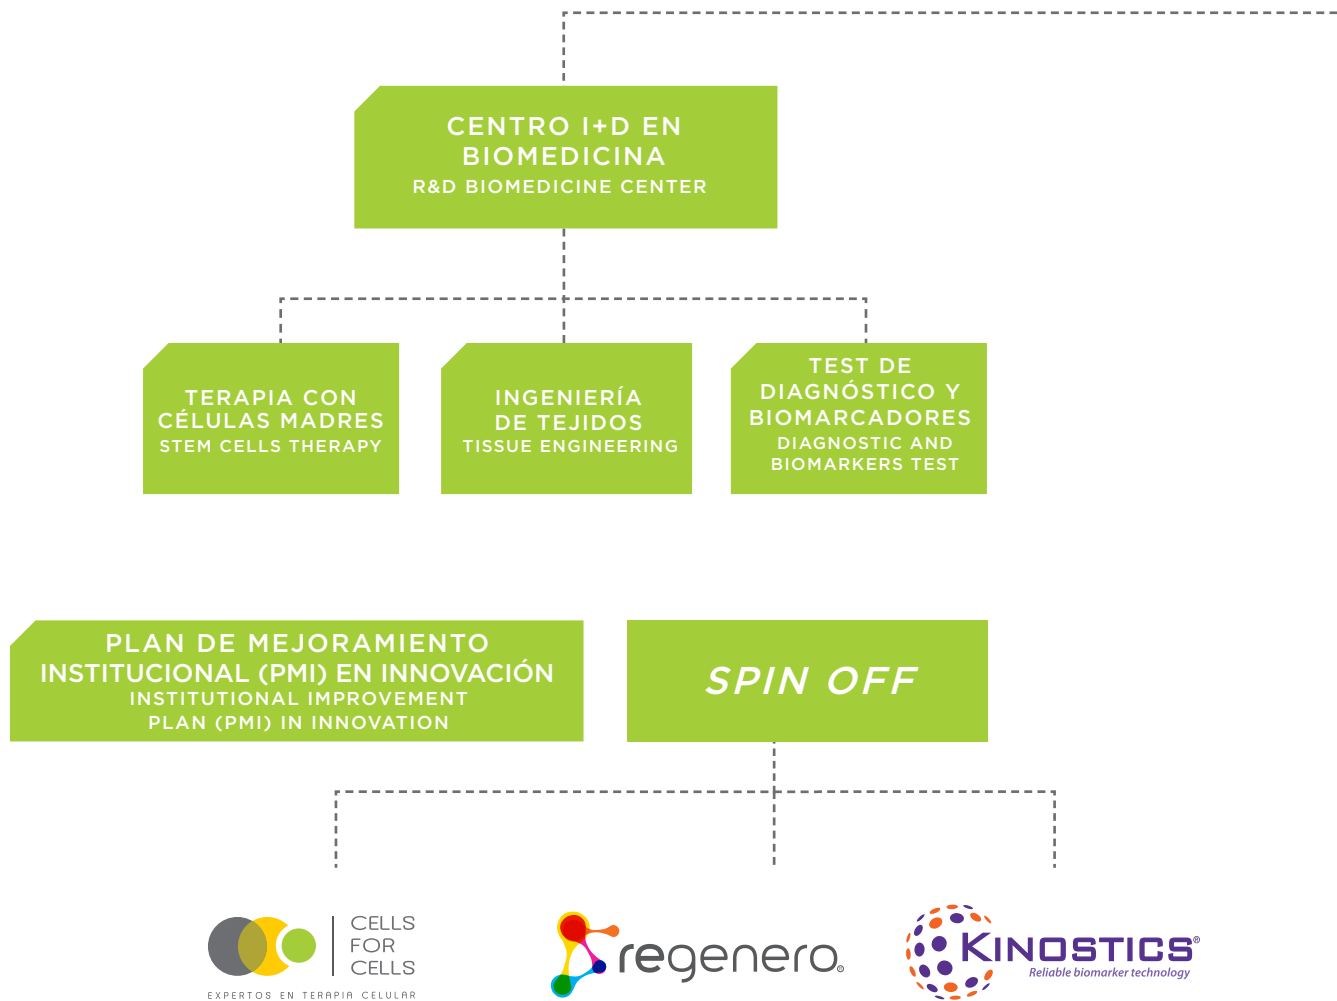 CENTRO I+D EN
BIOMEDICINA
R&D BIOMEDICINE CENTER
TERAPIA CON
CÉLULAS MADRES
STEM CELLS THERAPY
INGENIERÍA
DE TEJIDOS
TISSUE ENGINEERING
TEST DE
DIAGNÓSTICO Y
BIOMARCADORES
DIAGNOSTIC AND
BIOMARKERS TEST
PLAN DE MEJORAMIENTO
INSTITUCIONAL (PMI) EN INNOVACIÓN
INSTITUTIONAL IMPROVEMENT
PLAN (PMI) IN INNOVATION
SPIN OFF
CELLS
FOR
CELLS
EXPERTOS EN TERAPIA CELULAR
regenero®
KINOSTICS®
Reliable biomarker technology